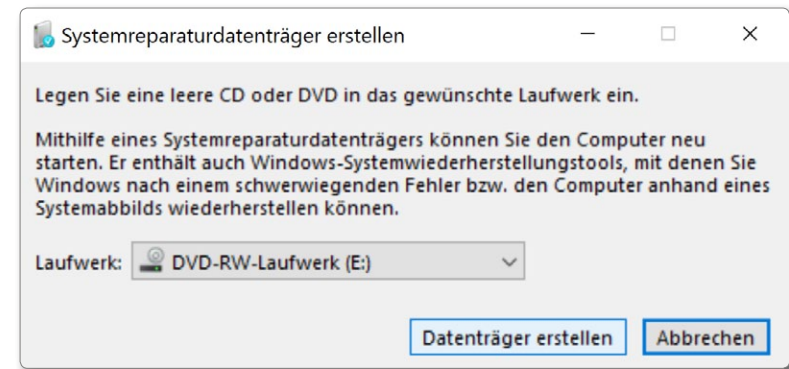 Systemreparaturdatenträger erstellen
Legen Sie eine leere CD oder DVD in das gewünschte Laufwerk ein.
Mithilfe eines Systemreparaturdatenträgers können Sie den Computer neu
starten. Er enthält auch Windows-Systemwiederherstellungstools, mit denen Sie
Windows nach einem schwerwiegenden Fehler bzw. den Computer anhand eines
Systemabbilds wiederherstellen können.
Laufwerk: DVD-RW-Laufwerk (E:)
Datenträger erstellen Abbrechen